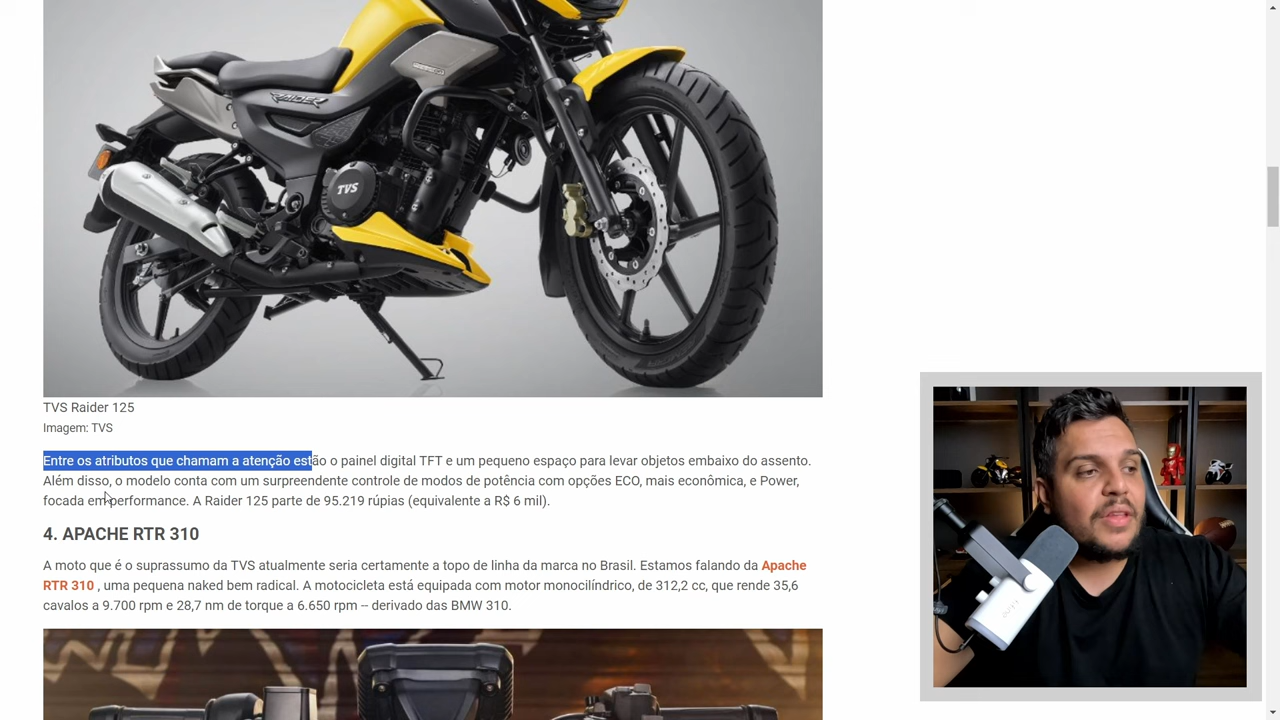 RAIDER
TVS
TVS Raider 125
Imagem: TVS
Entre os atributos que chamam a atenção estão o painel digital TFT e um pequeno espaço para levar objetos embaixo do assento.
Além disso, o modelo conta com um surpreendente controle de modos de potência com opções ECO, mais econômica, e Power,
focada em performance. A Raider 125 parte de 95.219 rúpias (equivalente a R$ 6 mil).
4. APACHE RTR 310
A moto que é o suprassumo da TVS atualmente seria certamente a topo de linha da marca no Brasil. Estamos falando da Apache
RTR 310 , uma pequena naked bem radical. A motocicleta está equipada com motor monocilíndrico, de 312,2 cc, que rende 35,6
cavalos a 9.700 rpm e 28,7 nm de torque a 6.650 rpm -- derivado das BMW 310.